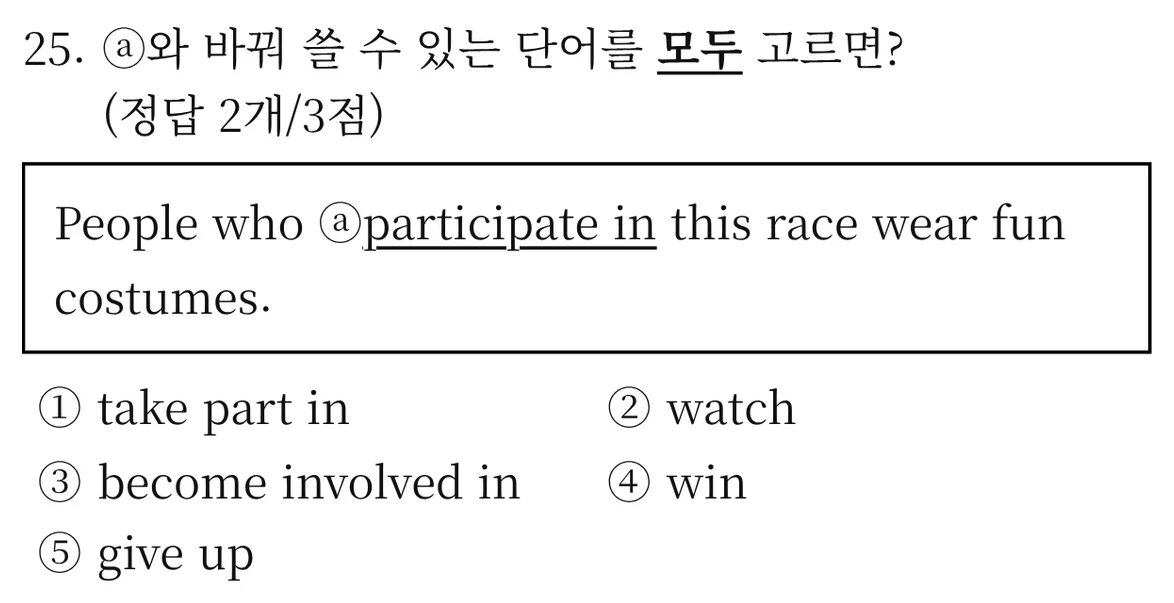 25. ⓐ와 바꿔 쓸 수 있는 단어를 모두 고르면?
(정답 2개/3점)
People who ⓐparticipate in this race wear fun
costumes.
① take part in ② watch
③ become involved in ④ win
⑤ give up